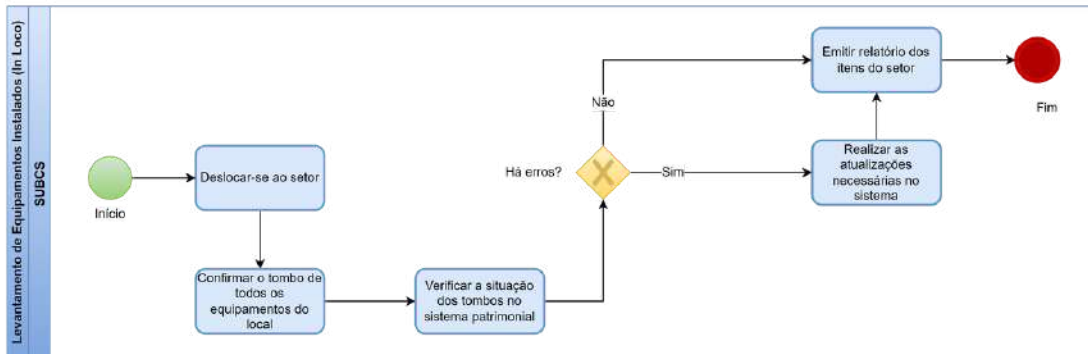 Levantamento de Equipamentos Instalados (In Loco)
SUBCS
Início
Deslocar-se ao setor
Confirmar o tombo de
todos os
equipamentos do
local
Verificar a situação
dos tombos no
sistema patrimonial
Há erros?
Não
Sim
Realizar as
atualizações
necessárias no
sistema
Emitir relatório dos
itens do setor
Fim